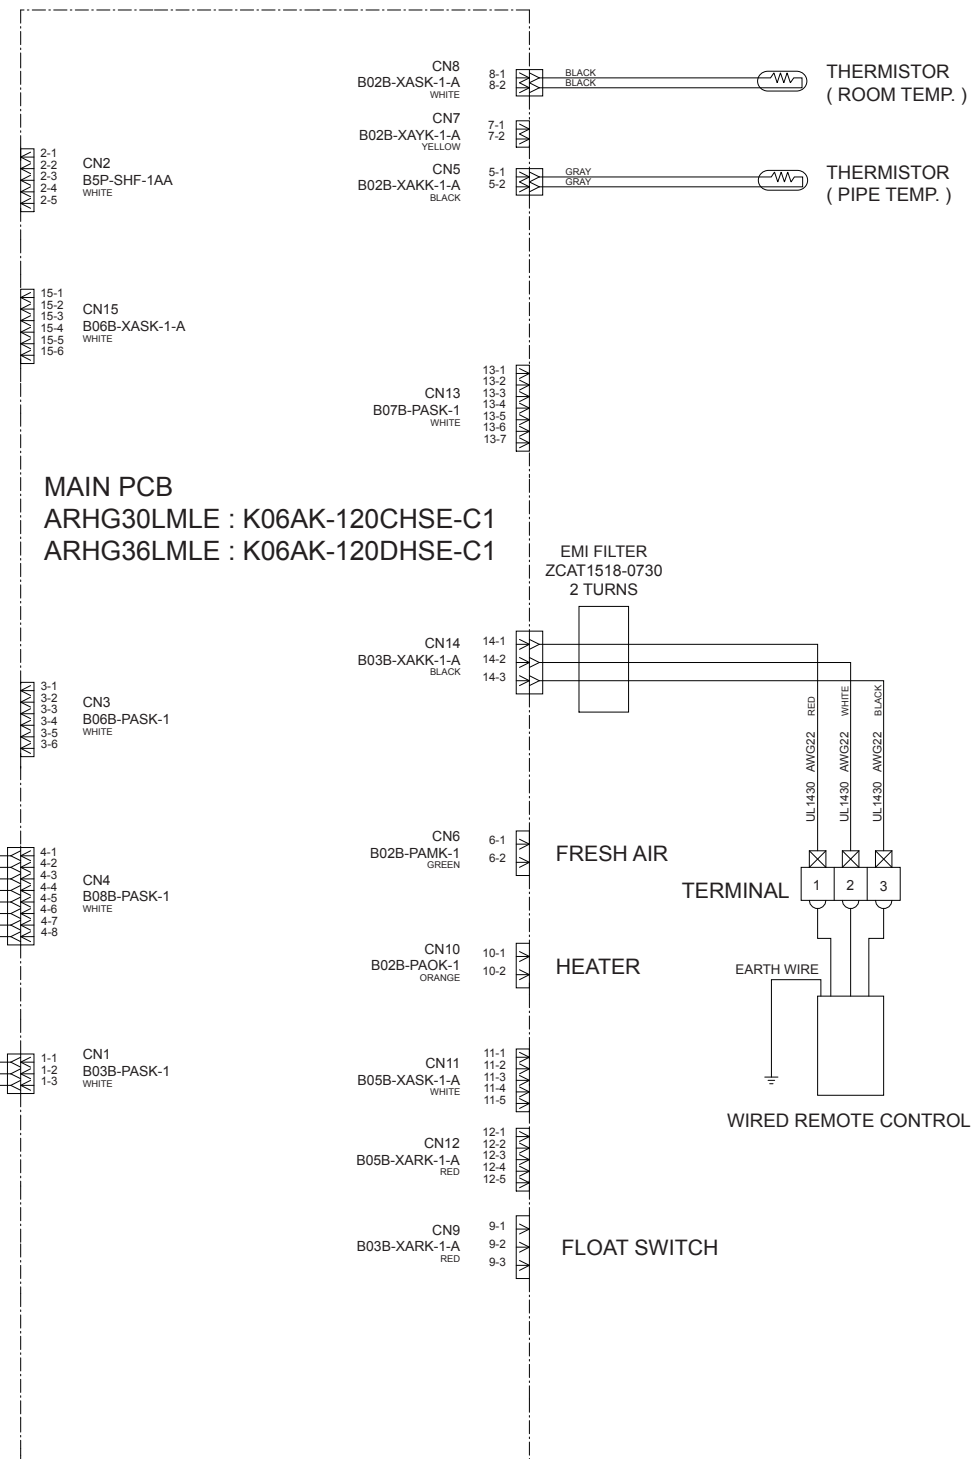 CN8
B02B-XASK-1-A
WHITE
8-1
8-2
BLACK
BLACK
THERMISTOR
( ROOM TEMP. )
CN7
B02B-XAYK-1-A
YELLOW
7-1
7-2
CN5
B02B-XAKK-1-A
BLACK
5-1
5-2
GRAY
GRAY
THERMISTOR
( PIPE TEMP. )
2-1
2-2
2-3
2-4
2-5
CN2
B5P-SHF-1AA
WHITE
15-1
15-2
15-3
15-4
15-5
15-6
CN15
B06B-XASK-1-A
WHITE
CN13
B07B-PASK-1
WHITE
13-1
13-2
13-3
13-4
13-5
13-6
13-7
MAIN PCB
ARHG30LMLE : K06AK-120CHSE-C1
ARHG36LMLE : K06AK-120DHSE-C1
EMI FILTER
ZCAT1518-0730
2 TURNS
CN14
B03B-XAKK-1-A
BLACK
14-1
14-2
14-3
UL1430 AWG22 RED
UL1430 AWG22 WHITE
UL1430 AWG22 BLACK
3-1
3-2
3-3
3-4
3-5
3-6
CN3
B06B-PASK-1
WHITE
CN6
B02B-PAMK-1
GREEN
6-1
6-2
FRESH AIR
TERMINAL
1
2
3
4-1
4-2
4-3
4-4
4-5
4-6
4-7
4-8
CN4
B08B-PASK-1
WHITE
CN10
B02B-PAOK-1
ORANGE
10-1
10-2
HEATER
EARTH WIRE
1-1
1-2
1-3
CN1
B03B-PASK-1
WHITE
CN11
B05B-XASK-1-A
WHITE
11-1
11-2
11-3
11-4
11-5
WIRED REMOTE CONTROL
CN12
B05B-XARK-1-A
RED
12-1
12-2
12-3
12-4
12-5
CN9
B03B-XARK-1-A
RED
9-1
9-2
9-3
FLOAT SWITCH